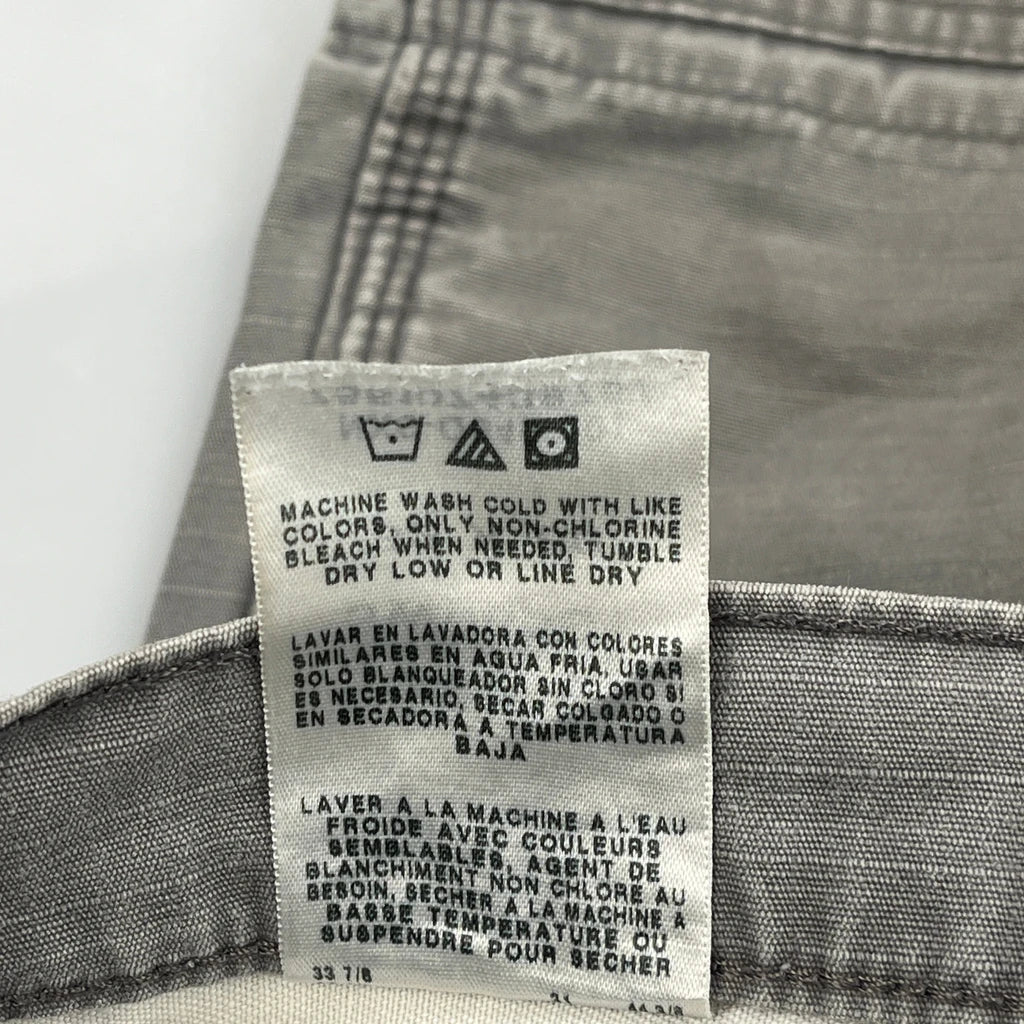 MACHINE WASH COLD WITH LIKE
COLORS, ONLY NON-CHLORINE
BLEACH WHEN NEEDED, TUMBLE
DRY LOW OR LINE DRY
LAVAR EN LAVADORA CON COLORES
SIMILARES EN AGUA FRIA, USAR
SOLO BLANQUEADOR SIN CLORO SI
ES NECESARIO, SECAR COLGADO O
EN SECADORA A TEMPERATURA
BAJA
LAVER A LA MACHINE A L'EAU
FROIDE AVEC COULEURS
SEMBLABLES, AGENT DE
BLANCHIMENT NON CHLORE AU
BESOIN, SECHER A LA MACHINE A
BASSE TEMPERATURE OU
SUSPENDRE POUR SECHER
33 7/8
44 3/8